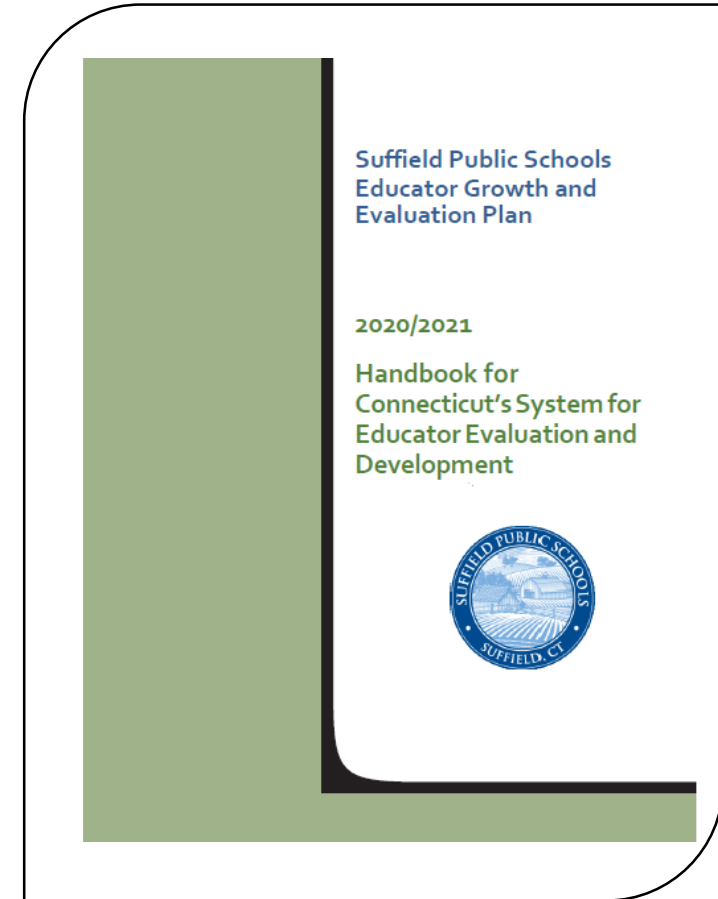 Suffield Public Schools
Educator Growth and
Evaluation Plan
2020/2021
Handbook for
Connecticut's System for
Educator Evaluation and
Development
SUFFIELD PUBLIC SCHOOLS
SUFFIELD, CT